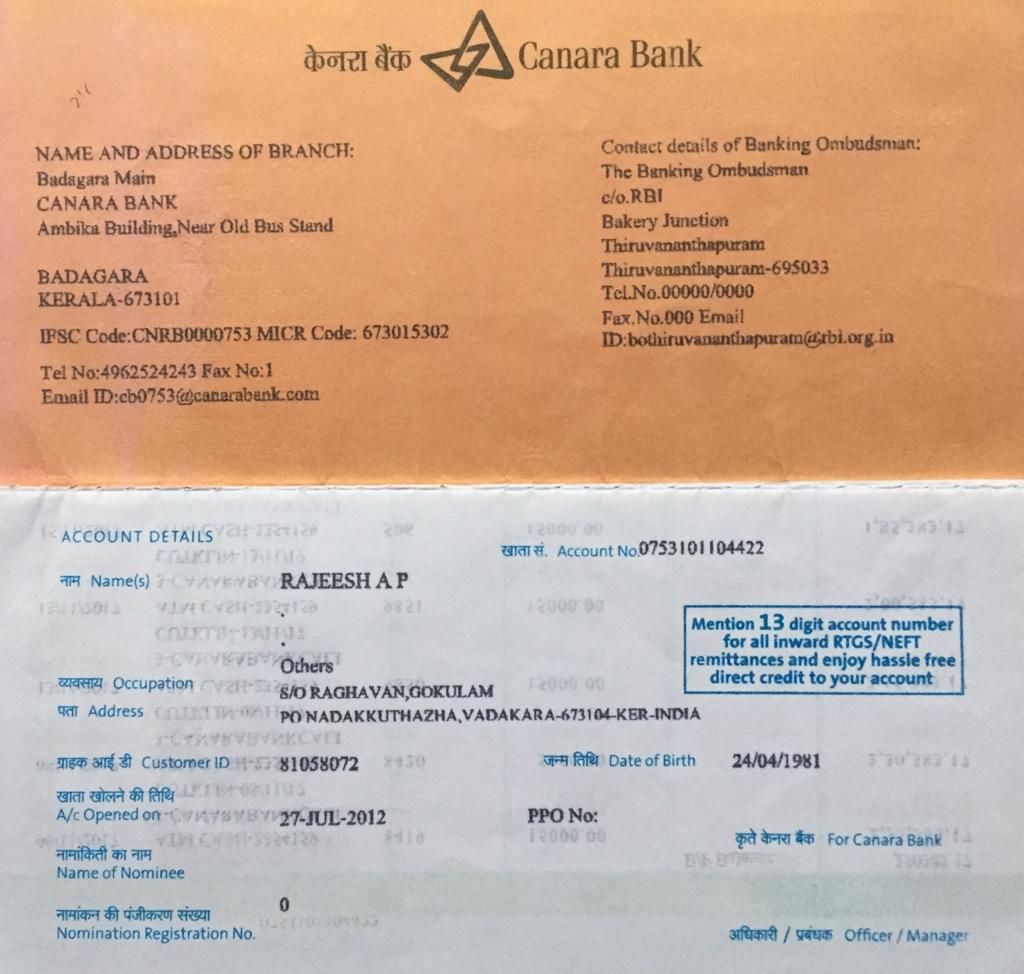 केनरा बैंक Canara Bank
NAME AND ADDRESS OF BRANCH:
Badagara Main
CANARA BANK
Ambika Building,Near Old Bus Stand
BADAGARA
KERALA-673101
IFSC Code:CNRB0000753 MICR Code: 673015302
Tel No:4962524243 Fax No:1
Email ID:cb0753@canarabank.com
Contact details of Banking Ombudsman:
The Banking Ombudsman
c/o.RBI
Bakery Junction
Thiruvananthapuram
Thiruvananthapuram-695033
Tel.No.00000/0000
Fax.No.000 Email
ID:bothiruvananthapuram@rbi.org.in
ACCOUNT DETAILS
खाता सं. Account No.0753101104422
नाम Name(s) RAJEESH A P
.
.
Mention 13 digit account number
for all inward RTGS/NEFT
remittances and enjoy hassle free
direct credit to your account
व्यवसाय Occupation Others
पता Address S/O RAGHAVAN,GOKULAM
PO NADAKKUTHAZHA,VADAKARA-673104-KER-INDIA
ग्राहक आई डी Customer ID 81058072 जन्म तिथि Date of Birth 24/04/1981
खाता खोलने की तिथि
A/c Opened on 27-JUL-2012 PPO No:
कृते केनरा बैंक For Canara Bank
नामांकिती का नाम
Name of Nominee
नामांकन की पंजीकरण संख्या 0
Nomination Registration No.
अधिकारी / प्रबंधक Officer / Manager